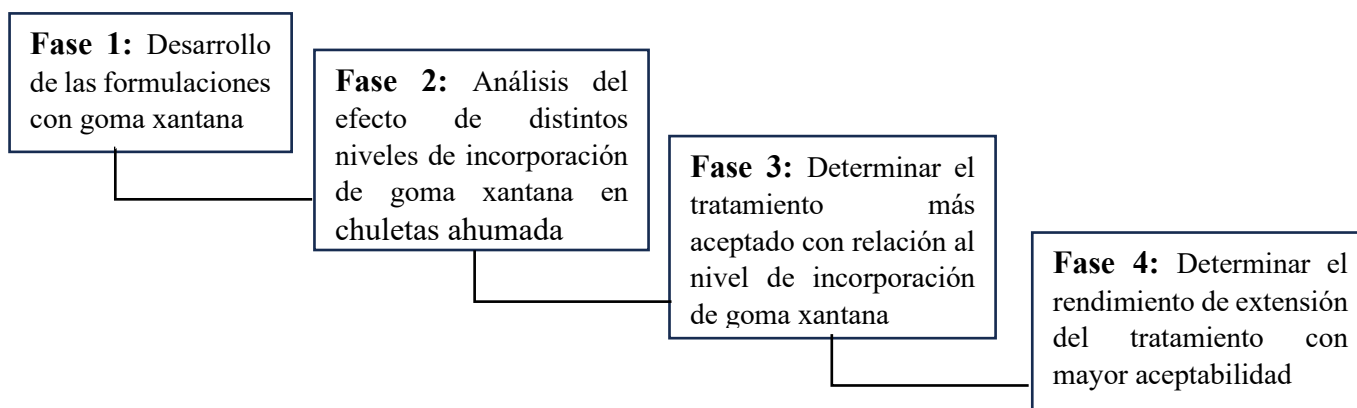 Fase 1: Desarrollo
de las formulaciones
con goma xantana
Fase 2: Análisis del
efecto de distintos
niveles de incorporación
de goma xantana en
chuletas ahumada
Fase 3: Determinar el
tratamiento más
aceptado con relación al
nivel de incorporación
de goma xantana
Fase 4: Determinar el
rendimiento de extensión
del tratamiento con
mayor aceptabilidad